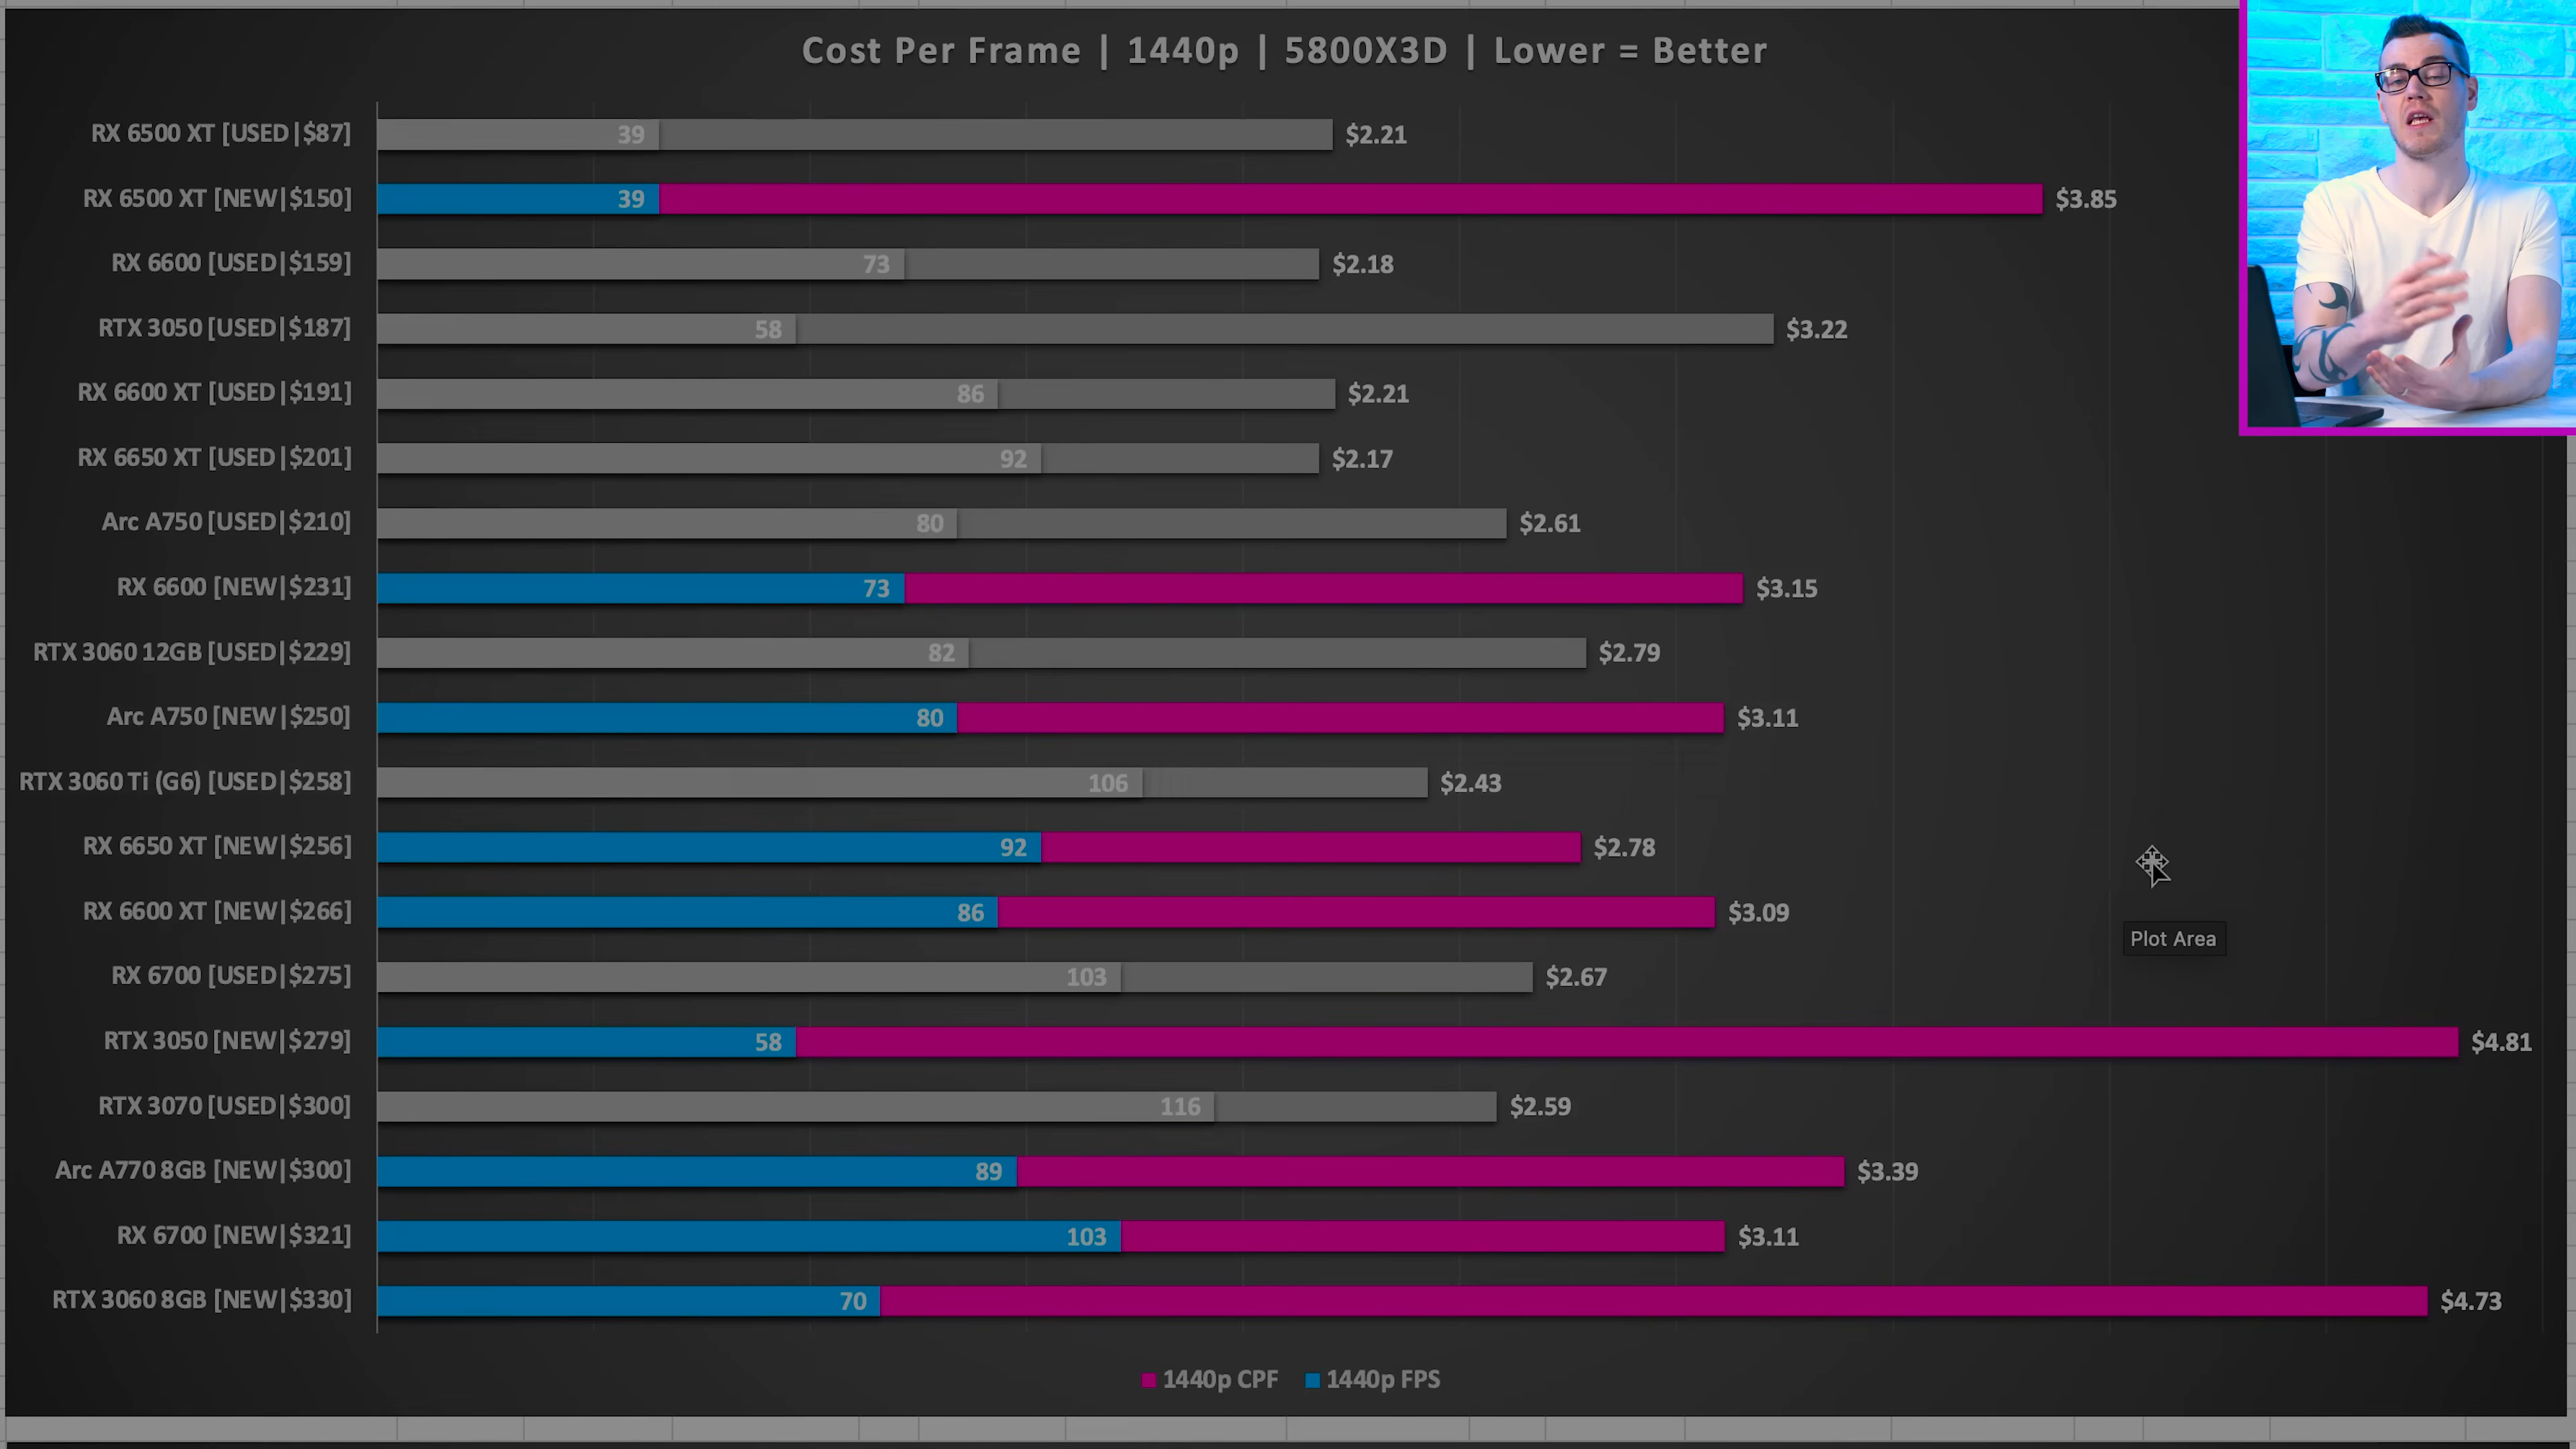 Cost Per Frame | 1440p | 5800X3D | Lower = Better
RX 6500 XT [USED|$87] 39 $2.21
RX 6500 XT [NEW|$150] 39 $3.85
RX 6600 [USED|$159] 73 $2.18
RTX 3050 [USED|$187] 58 $3.22
RX 6600 XT [USED|$191] 86 $2.21
RX 6650 XT [USED|$201] 92 $2.17
Arc A750 [USED|$210] 80 $2.61
RX 6600 [NEW|$231] 73 $3.15
RTX 3060 12GB [USED|$229] 82 $2.79
Arc A750 [NEW|$250] 80 $3.11
RTX 3060 Ti (G6) [USED|$258] 106 $2.43
RX 6650 XT [NEW|$256] 92 $2.78
RX 6600 XT [NEW|$266] 86 $3.09
Plot Area
RX 6700 [USED|$275] 103 $2.67
RTX 3050 [NEW|$279] 58 $4.81
RTX 3070 [USED|$300] 116 $2.59
Arc A770 8GB [NEW|$300] 89 $3.39
RX 6700 [NEW|$321] 103 $3.11
RTX 3060 8GB [NEW|$330] 70 $4.73
1440p CPF 1440p FPS